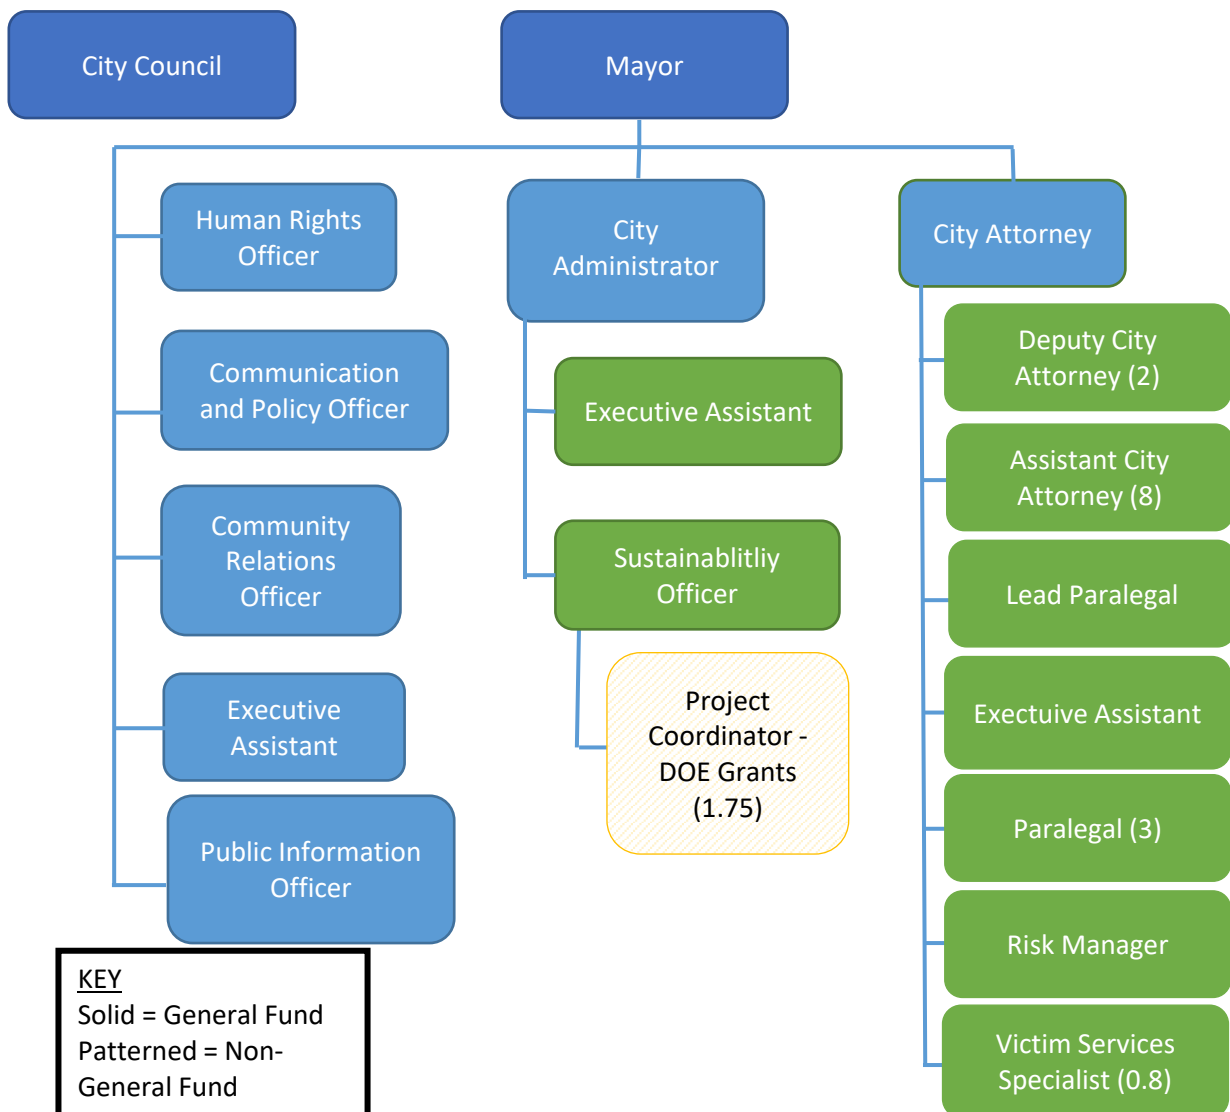 City Council
Mayor
Human Rights
Officer
Communication
and Policy Officer
Community
Relations
Officer
Executive
Assistant
Public Information
Officer
City
Administrator
Executive Assistant
Sustainablitliy
Officer
Project
Coordinator -
DOE Grants
(1.75)
City Attorney
Deputy City
Attorney (2)
Assistant City
Attorney (8)
Lead Paralegal
Exectuive Assistant
Paralegal (3)
Risk Manager
Victim Services
Specialist (0.8)
KEY
Solid = General Fund
Patterned = Non-
General Fund